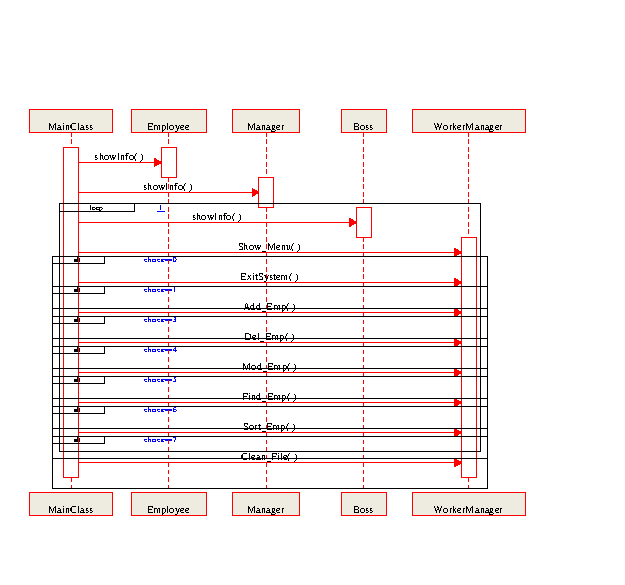 MainClass Employee Manager Boss WorkerManager
showInfo( )
showInfo( )
loop 1
showInfo( )
Show_Menu( )
choice==0
ExitSystem( )
choice==1
Add_Emp( )
choice==3
Del_Emp( )
choice==4
Mod_Emp( )
choice==5
Find_Emp( )
choice==6
Sort_Emp( )
choice==7
Clean_File( )
MainClass Employee Manager Boss WorkerManager